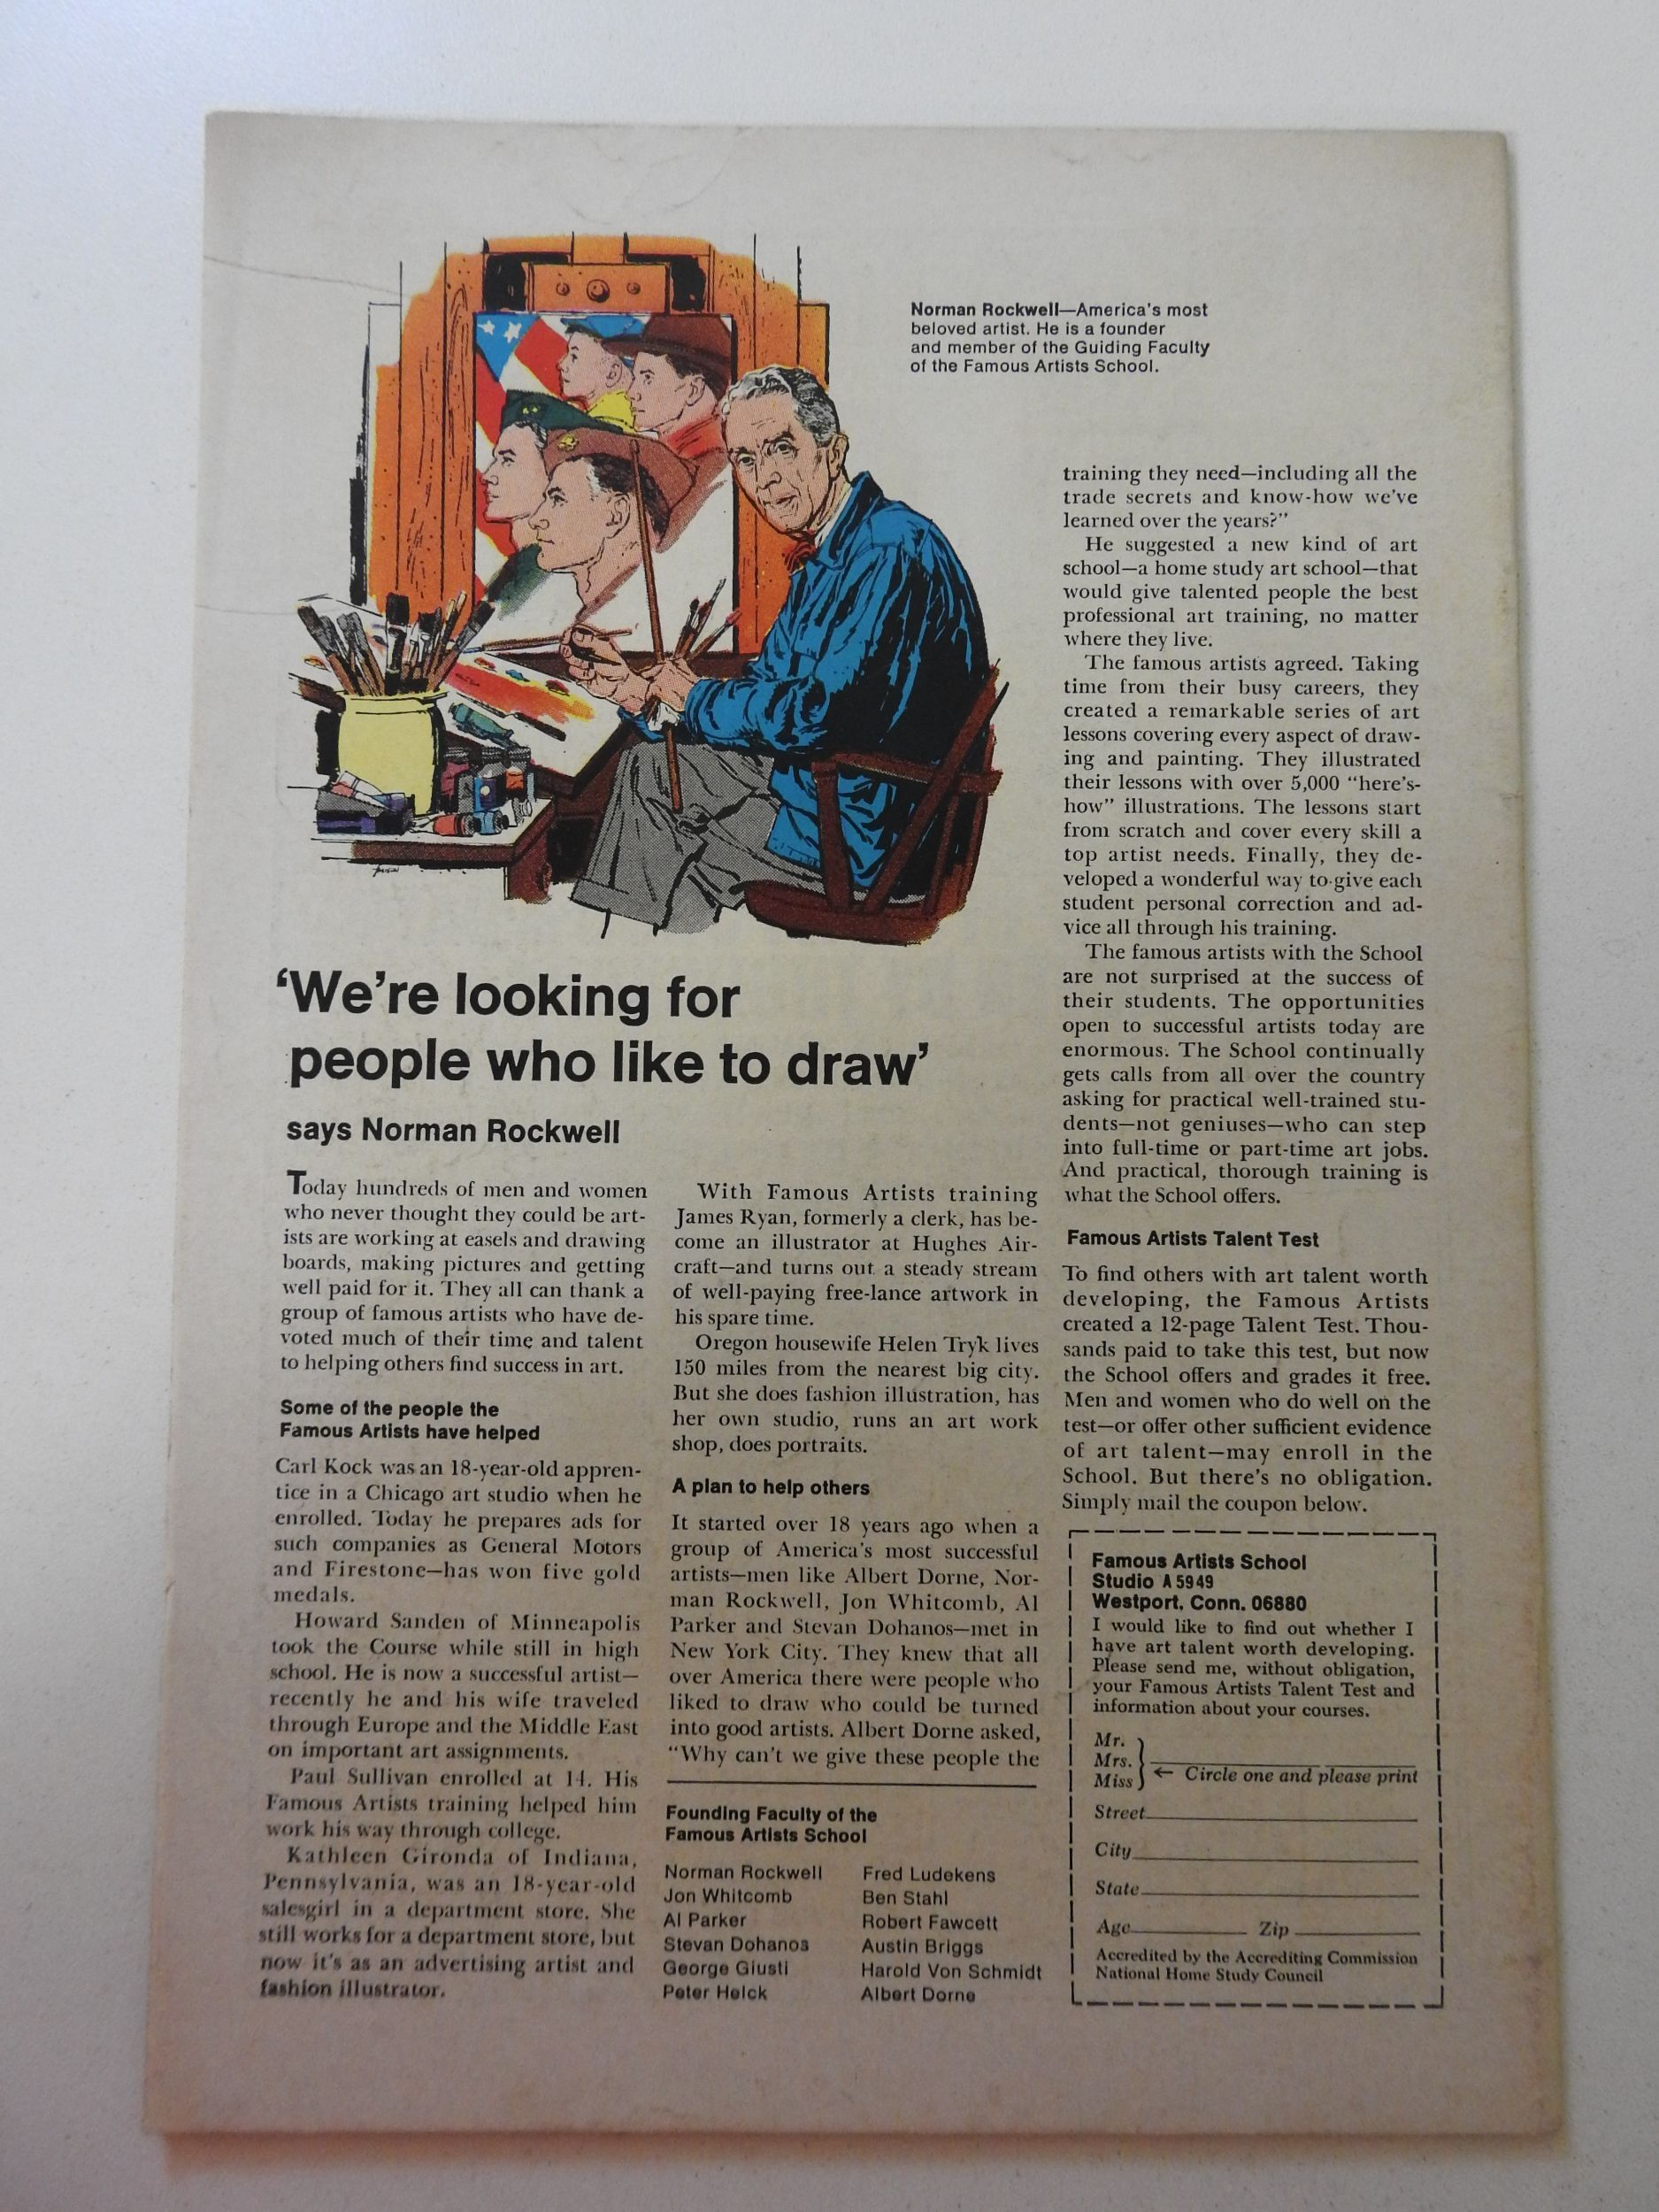 Norman Rockwell—America's most
beloved artist. He is a founder
and member of the Guiding Faculty
of the Famous Artists School.
'We're looking for
people who like to draw'
says Norman Rockwell
Today hundreds of men and women
who never thought they could be art-
ists are working at easels and drawing
boards, making pictures and getting
well paid for it. They all can thank a
group of famous artists who have de-
voted much of their time and talent
to helping others find success in art.
Some of the people the
Famous Artists have helped
Carl Kock was an 18-year-old appren-
tice in a Chicago art studio when he
enrolled. Today he prepares ads for
such companies as General Motors
and Firestone—has won five gold
medals.
Howard Sanden of Minneapolis
took the Course while still in high
school. He is now a successful artist—
recently he and his wife traveled
through Europe and the Middle East
on important art assignments.
Paul Sullivan enrolled at 14. His
Famous Artists training helped him
work his way through college.
Kathleen Gironda of Indiana,
Pennsylvania, was an 18-year-old
salesgirl in a department store. She
still works for a department store, but
now it's as an advertising artist and
fashion illustrator.
With Famous Artists training
James Ryan, formerly a clerk, has be-
come an illustrator at Hughes Air-
craft—and turns out a steady stream
of well-paying free-lance artwork in
his spare time.
Oregon housewife Helen Tryk lives
150 miles from the nearest big city.
But she does fashion illustration, has
her own studio, runs an art work
shop, does portraits.
A plan to help others
It started over 18 years ago when a
group of America's most successful
artists—men like Albert Dorne, Nor-
man Rockwell, Jon Whitcomb, Al
Parker and Stevan Dohanos—met in
New York City. They knew that all
over America there were people who
liked to draw who could be turned
into good artists. Albert Dorne asked,
"Why can't we give these people the
training they need—including all the
trade secrets and know-how we've
learned over the years?"
He suggested a new kind of art
school—a home study art school—that
would give talented people the best
professional art training, no matter
where they live.
The famous artists agreed. Taking
time from their busy careers, they
created a remarkable series of art
lessons covering every aspect of draw-
ing and painting. They illustrated
their lessons with over 5,000 "here's-
how" illustrations. The lessons start
from scratch and cover every skill a
top artist needs. Finally, they de-
veloped a wonderful way to give each
student personal correction and ad-
vice all through his training.
The famous artists with the School
are not surprised at the success of
their students. The opportunities
open to successful artists today are
enormous. The School continually
gets calls from all over the country
asking for practical well-trained stu-
dents—not geniuses—who can step
into full-time or part-time art jobs.
And practical, thorough training is
what the School offers.
Famous Artists Talent Test
To find others with art talent worth
developing, the Famous Artists
created a 12-page Talent Test. Thou-
sands paid to take this test, but now
the School offers and grades it free.
Men and women who do well on the
test—or offer other sufficient evidence
of art talent—may enroll in the
School. But there's no obligation.
Simply mail the coupon below.
Founding Faculty of the
Famous Artists School
Norman Rockwell
Jon Whitcomb
Al Parker
Stevan Dohanos
George Giusti
Peter Helck
Fred Ludekens
Ben Stahl
Robert Fawcett
Austin Briggs
Harold Von Schmidt
Albert Dorne
Famous Artists School
Studio A5949
Westport, Conn. 06880
I would like to find out whether I
have art talent worth developing.
Please send me, without obligation,
your Famous Artists Talent Test and
information about your courses.
Mr.
Mrs.
Miss ← Circle one and please print
Street
City
State
Age Zip
Accredited by the Accrediting Commission
National Home Study Council